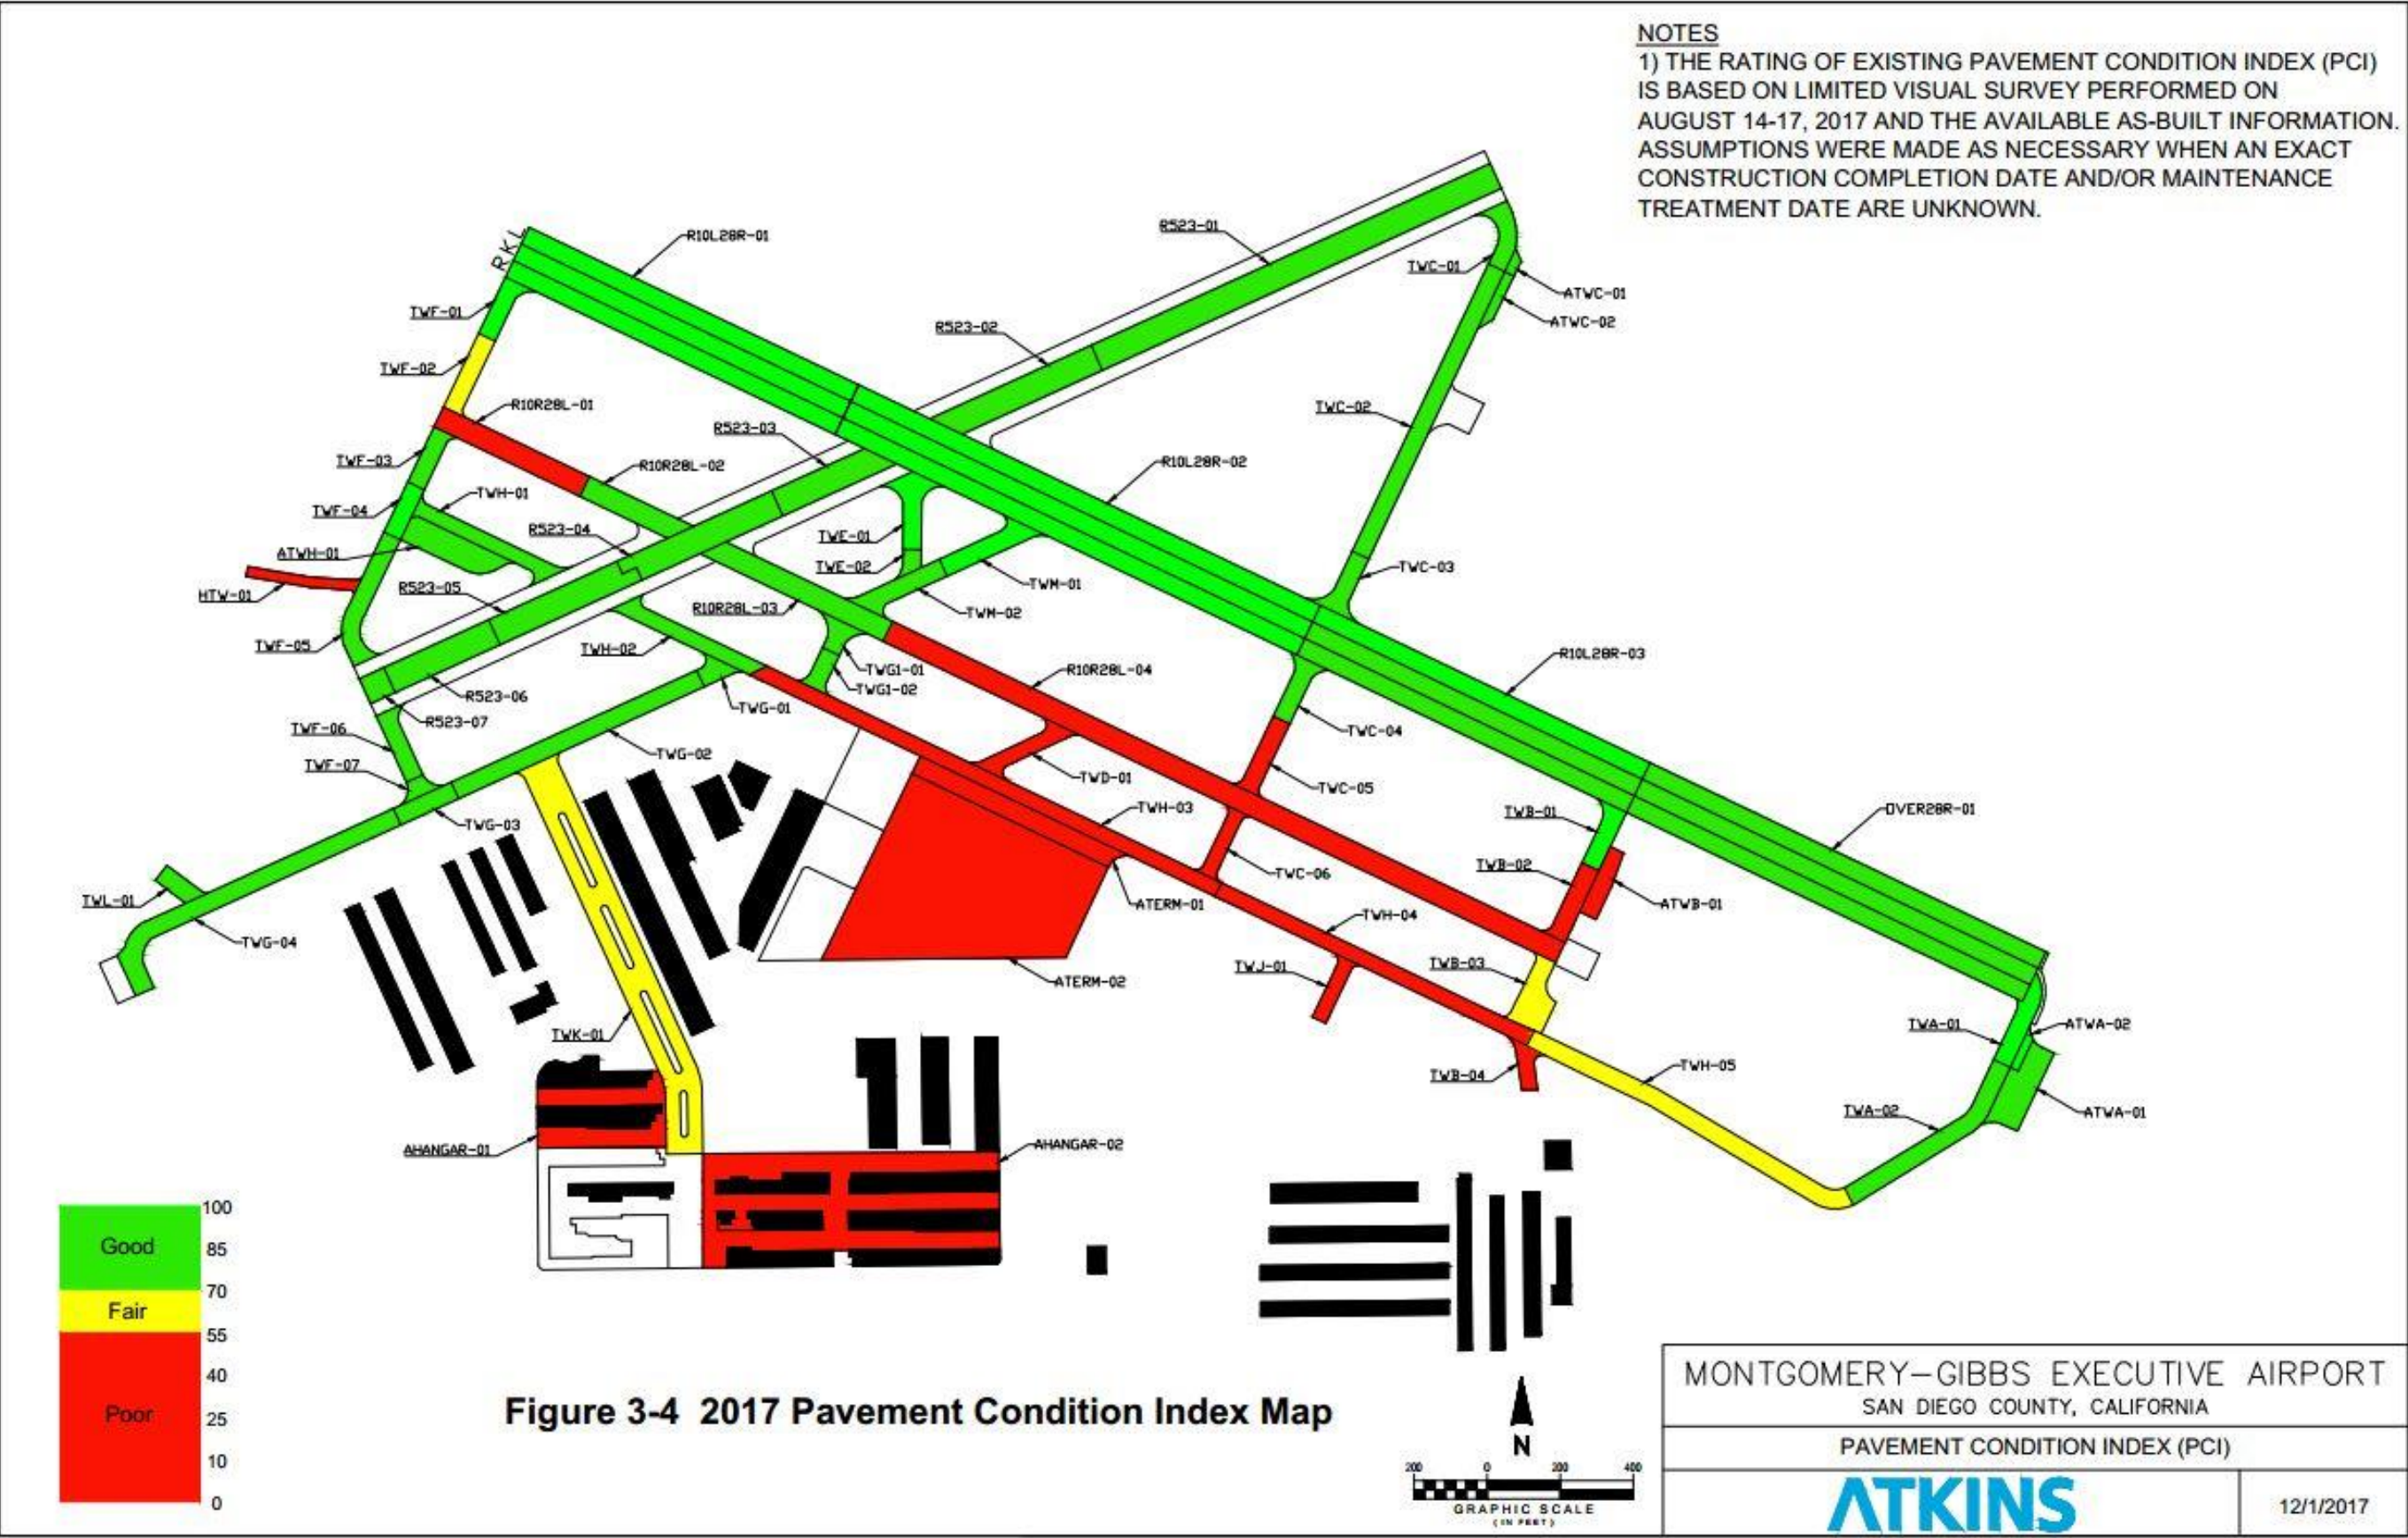 NOTES
1) THE RATING OF EXISTING PAVEMENT CONDITION INDEX (PCI)
IS BASED ON LIMITED VISUAL SURVEY PERFORMED ON
AUGUST 14-17, 2017 AND THE AVAILABLE AS-BUILT INFORMATION.
ASSUMPTIONS WERE MADE AS NECESSARY WHEN AN EXACT
CONSTRUCTION COMPLETION DATE AND/OR MAINTENANCE
TREATMENT DATE ARE UNKNOWN.
RKL
R10L28R-01
R523-01
TWC-01
ATWC-01
ATWC-02
TWF-01
R523-02
TWF-02
R10R28L-01
TWC-02
R523-03
TWF-03
R10R28L-02
R10L28R-02
TWH-01
TWF-04
R523-04
TWE-01
ATWH-01
TWE-02
TWC-03
TWM-01
HTW-01
R523-05
R10R28L-03
TWM-02
TWF-05
TWH-02
R10L28R-03
TWG1-01
R10R28L-04
TWG1-02
R523-06
TWG-01
R523-07
TWF-06
TWC-04
TWG-02
TWF-07
TWD-01
TWC-05
TWH-03
TWB-01
OVER28R-01
TWG-03
TWB-02
TWC-06
TWL-01
ATERM-01
ATWB-01
TWH-04
TWG-04
TWB-03
TWJ-01
ATERM-02
TWK-01
TWA-01
ATWA-02
TWH-05
TWB-04
TWA-02
ATWA-01
AHANGAR-01
AHANGAR-02
100
Good
85
70
Fair
55
40
Poor
25
10
0
Figure 3-4 2017 Pavement Condition Index Map
N
200 0 200 400
GRAPHIC SCALE
(IN FEET)
MONTGOMERY-GIBBS EXECUTIVE AIRPORT
SAN DIEGO COUNTY, CALIFORNIA
PAVEMENT CONDITION INDEX (PCI)
ATKINS
12/1/2017